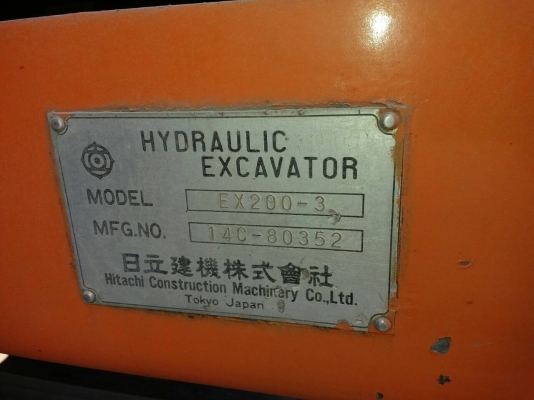 HYDRAULIC
EXCAVATOR
MODEL EX200-3
MFG.NO. 14C-80352
日立建機株式會社
Hitachi Construction Machinery Co.,Ltd.
Tokyo Japan